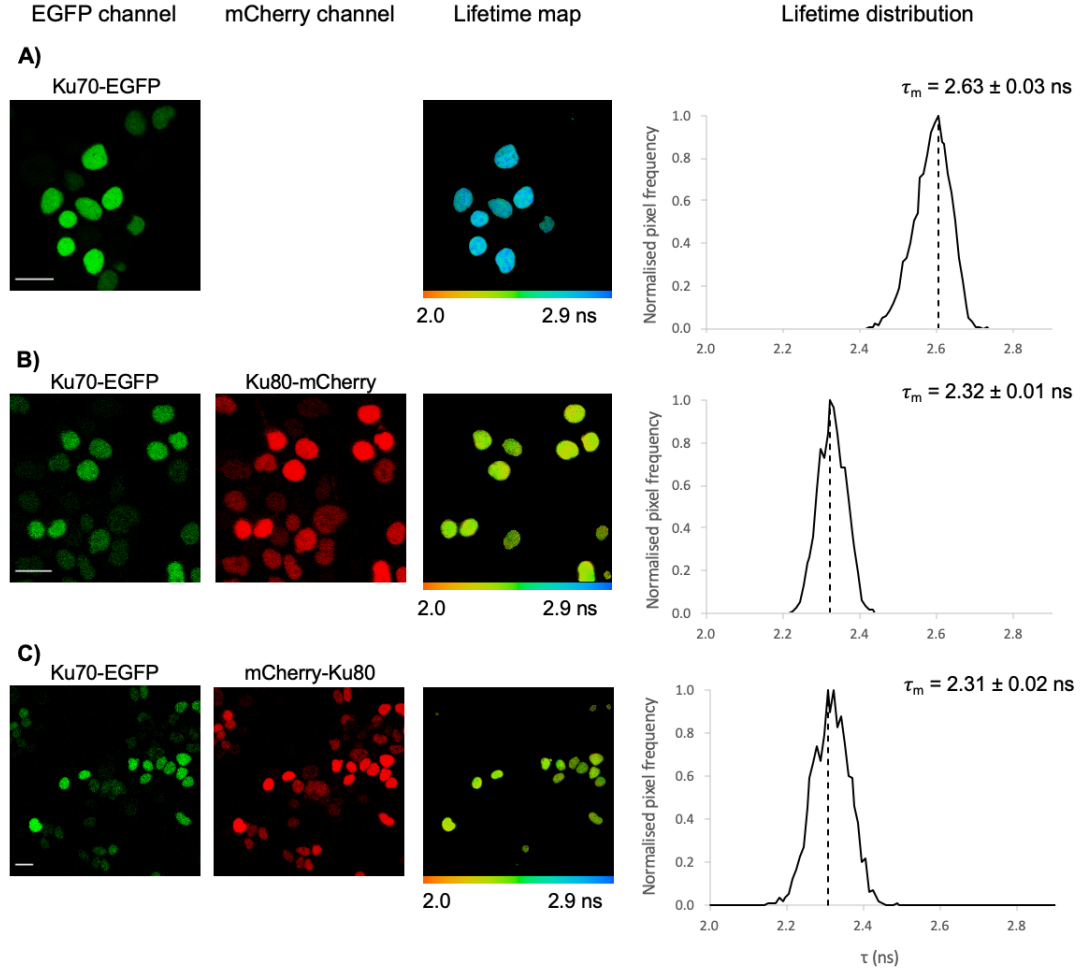 EGFP channel mCherry channel Lifetime map Lifetime distribution
A)
Ku70-EGFP
τm = 2.63 ± 0.03 ns
Normalised pixel frequency
1.0
0.8
0.6
0.4
0.2
0.0
2.0 2.2 2.4 2.6 2.8
2.0 2.9 ns
B)
Ku70-EGFP Ku80-mCherry
τm = 2.32 ± 0.01 ns
Normalised pixel frequency
1.0
0.8
0.6
0.4
0.2
0.0
2.0 2.2 2.4 2.6 2.8
2.0 2.9 ns
C)
Ku70-EGFP mCherry-Ku80
τm = 2.31 ± 0.02 ns
Normalised pixel frequency
1.0
0.8
0.6
0.4
0.2
0.0
2.0 2.2 2.4 2.6 2.8
2.0 2.9 ns
τ (ns)